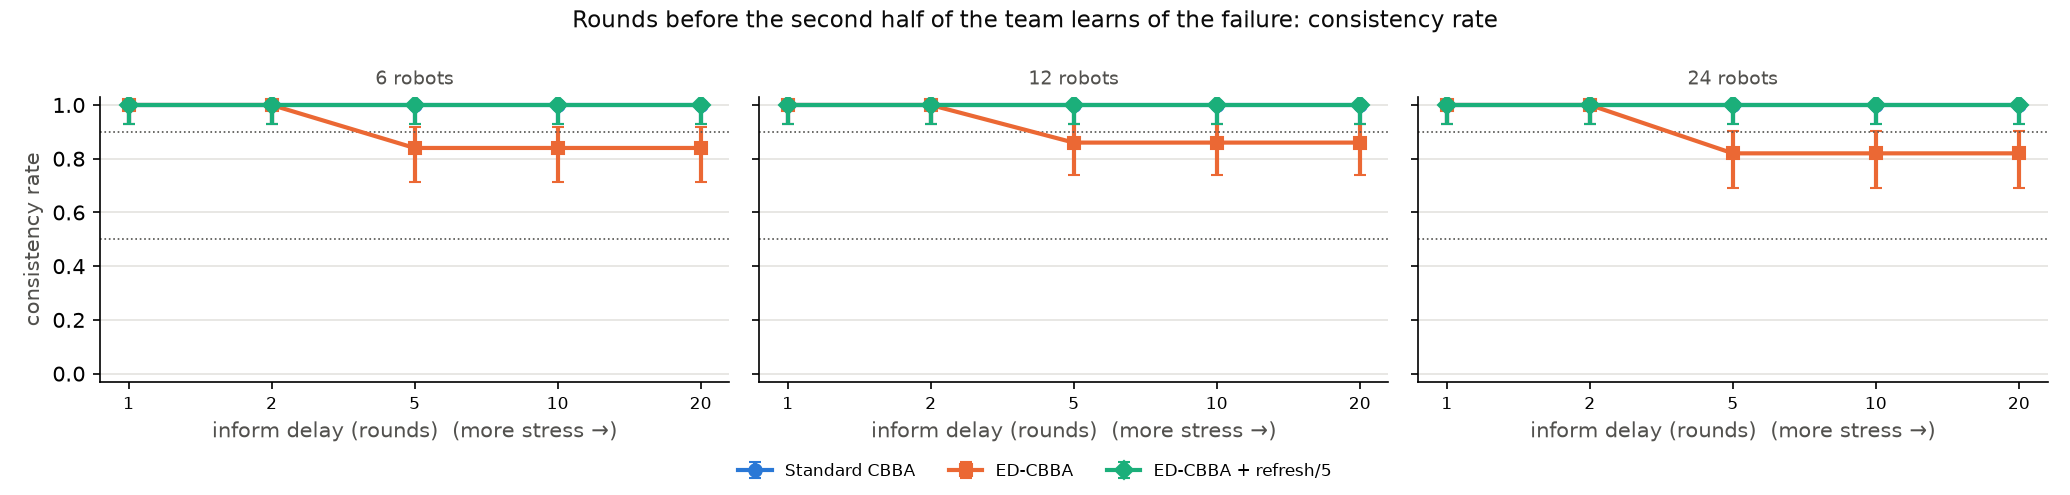 Rounds before the second half of the team learns of the failure: consistency rate
6 robots
12 robots
24 robots
consistency rate
1.0
0.8
0.6
0.4
0.2
0.0
1 2 5 10 20
1 2 5 10 20
1 2 5 10 20
inform delay (rounds)  (more stress →)
inform delay (rounds)  (more stress →)
inform delay (rounds)  (more stress →)
Standard CBBA
ED-CBBA
ED-CBBA + refresh/5